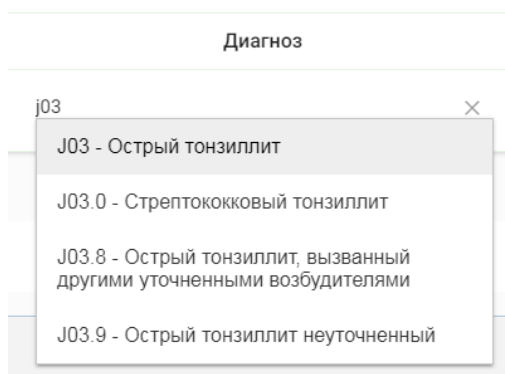 Диагноз
j03
J03 - Острый тонзиллит
J03.0 - Стрептококковый тонзиллит
J03.8 - Острый тонзиллит, вызванный
другими уточненными возбудителями
J03.9 - Острый тонзиллит неуточненный